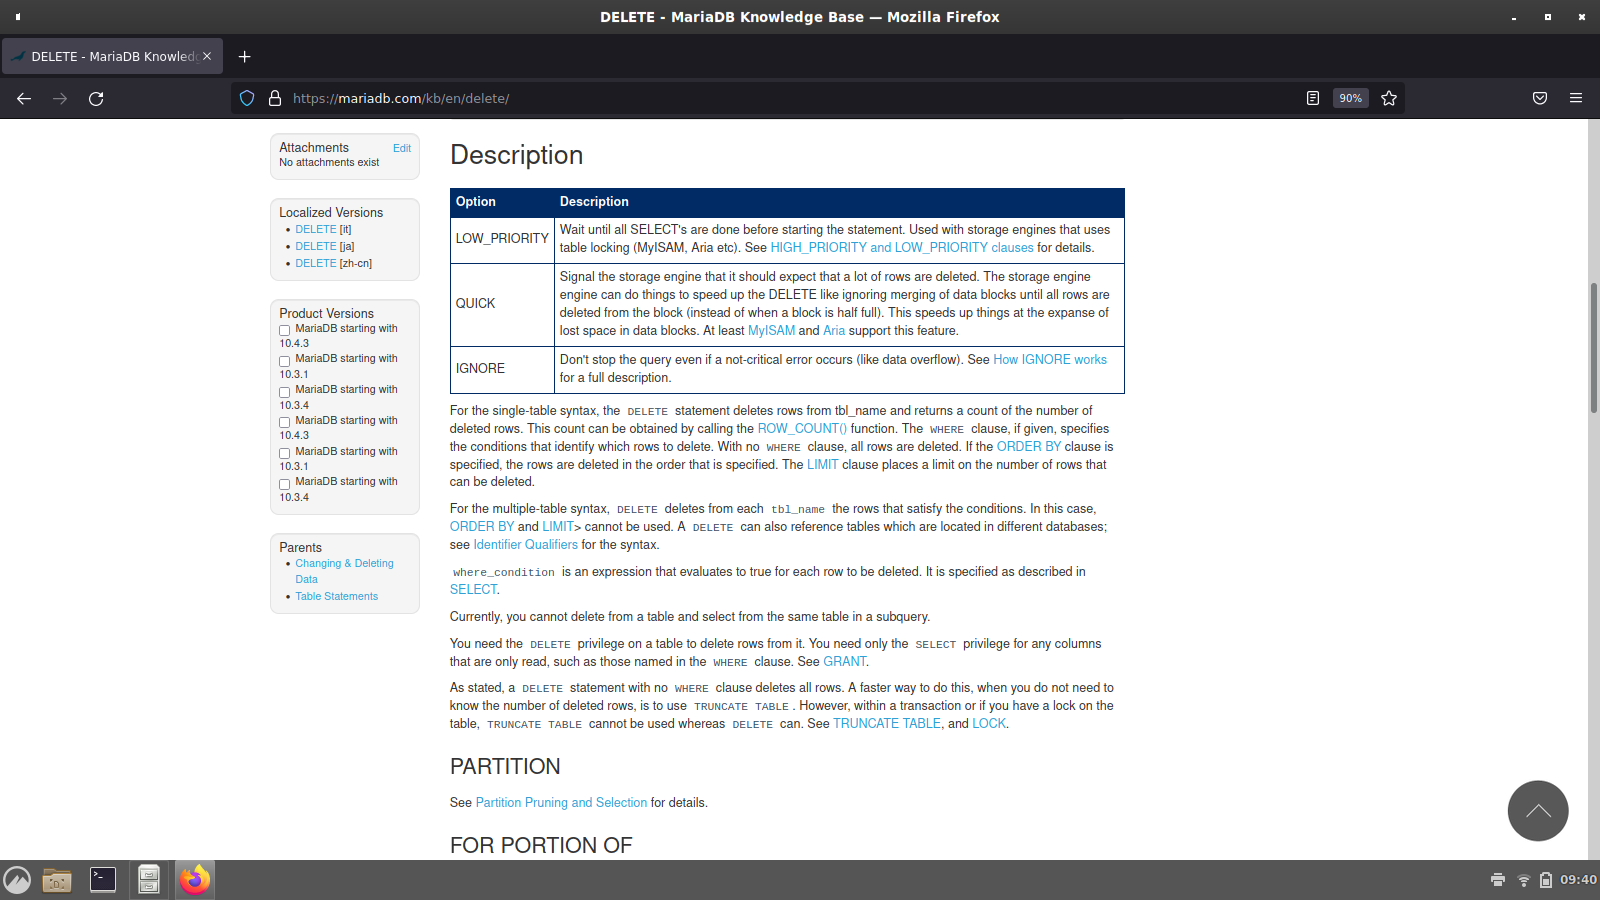 DELETE - MariaDB Knowledge Base — Mozilla Firefox
DELETE - MariaDB Knowledg
https://mariadb.com/kb/en/delete/
90%
Attachments
Edit
No attachments exist
Localized Versions
• DELETE [it]
• DELETE [ja]
• DELETE [zh-cn]
Product Versions
MariaDB starting with
10.4.3
MariaDB starting with
10.3.1
MariaDB starting with
10.3.4
MariaDB starting with
10.4.3
MariaDB starting with
10.3.1
MariaDB starting with
10.3.4
Parents
• Changing & Deleting
Data
• Table Statements
Description
Option Description
LOW_PRIORITY
Wait until all SELECT's are done before starting the statement. Used with storage engines that uses
table locking (MyISAM, Aria etc). See HIGH_PRIORITY and LOW_PRIORITY clauses for details.
QUICK
Signal the storage engine that it should expect that a lot of rows are deleted. The storage engine
engine can do things to speed up the DELETE like ignoring merging of data blocks until all rows are
deleted from the block (instead of when a block is half full). This speeds up things at the expanse of
lost space in data blocks. At least MyISAM and Aria support this feature.
IGNORE
Don't stop the query even if a not-critical error occurs (like data overflow). See How IGNORE works
for a full description.
For the single-table syntax, the DELETE statement deletes rows from tbl_name and returns a count of the number of
deleted rows. This count can be obtained by calling the ROW_COUNT() function. The WHERE clause, if given, specifies
the conditions that identify which rows to delete. With no WHERE clause, all rows are deleted. If the ORDER BY clause is
specified, the rows are deleted in the order that is specified. The LIMIT clause places a limit on the number of rows that
can be deleted.
For the multiple-table syntax, DELETE deletes from each tbl_name the rows that satisfy the conditions. In this case,
ORDER BY and LIMIT> cannot be used. A DELETE can also reference tables which are located in different databases;
see Identifier Qualifiers for the syntax.
where_condition is an expression that evaluates to true for each row to be deleted. It is specified as described in
SELECT.
Currently, you cannot delete from a table and select from the same table in a subquery.
You need the DELETE privilege on a table to delete rows from it. You need only the SELECT privilege for any columns
that are only read, such as those named in the WHERE clause. See GRANT.
As stated, a DELETE statement with no WHERE clause deletes all rows. A faster way to do this, when you do not need to
know the number of deleted rows, is to use TRUNCATE TABLE. However, within a transaction or if you have a lock on the
table, TRUNCATE TABLE cannot be used whereas DELETE can. See TRUNCATE TABLE, and LOCK.
PARTITION
See Partition Pruning and Selection for details.
FOR PORTION OF
09:40